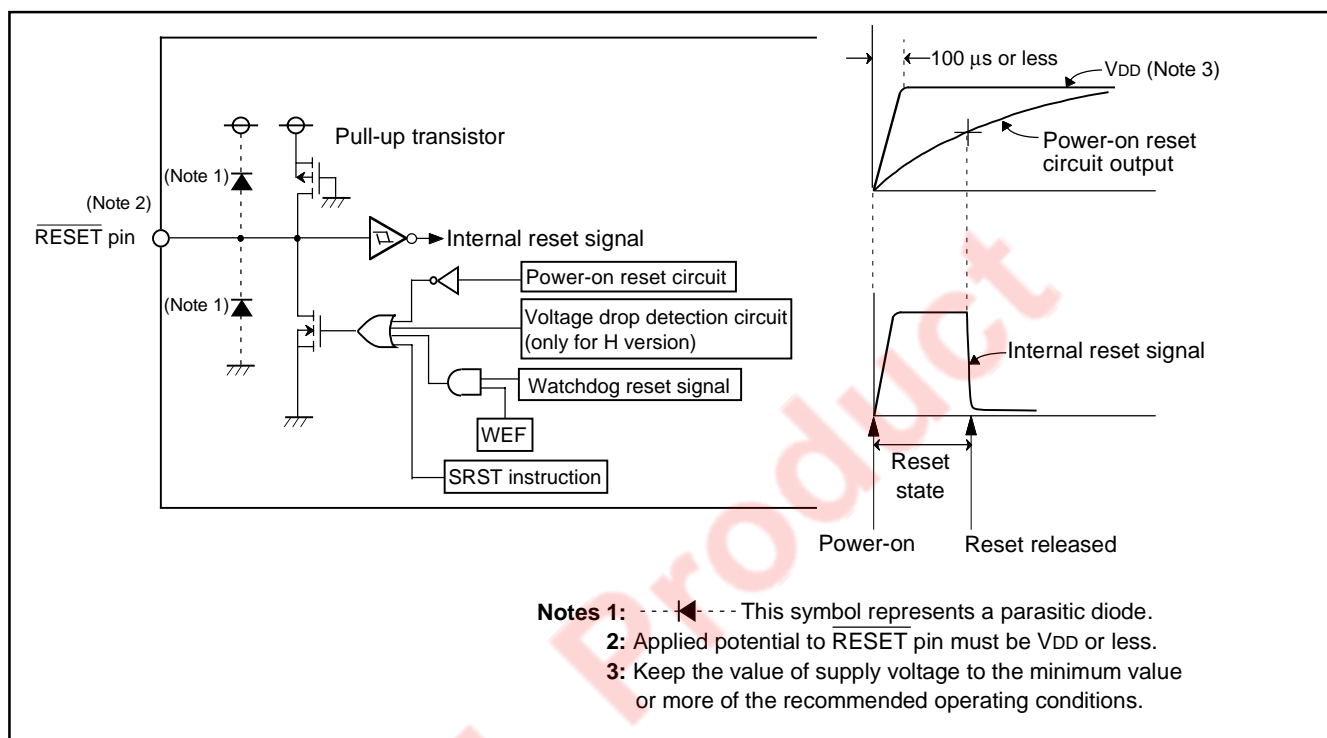 100 μs or less
VDD (Note 3)
Pull-up transistor
(Note 1)
Power-on reset
circuit output
(Note 2)
RESET pin
Internal reset signal
Power-on reset circuit
(Note 1)
Voltage drop detection circuit
(only for H version)
Internal reset signal
Watchdog reset signal
WEF
SRST instruction
Reset
state
Power-on
Reset released
Notes 1: This symbol represents a parasitic diode.
2: Applied potential to RESET pin must be VDD or less.
3: Keep the value of supply voltage to the minimum value
or more of the recommended operating conditions.
Product